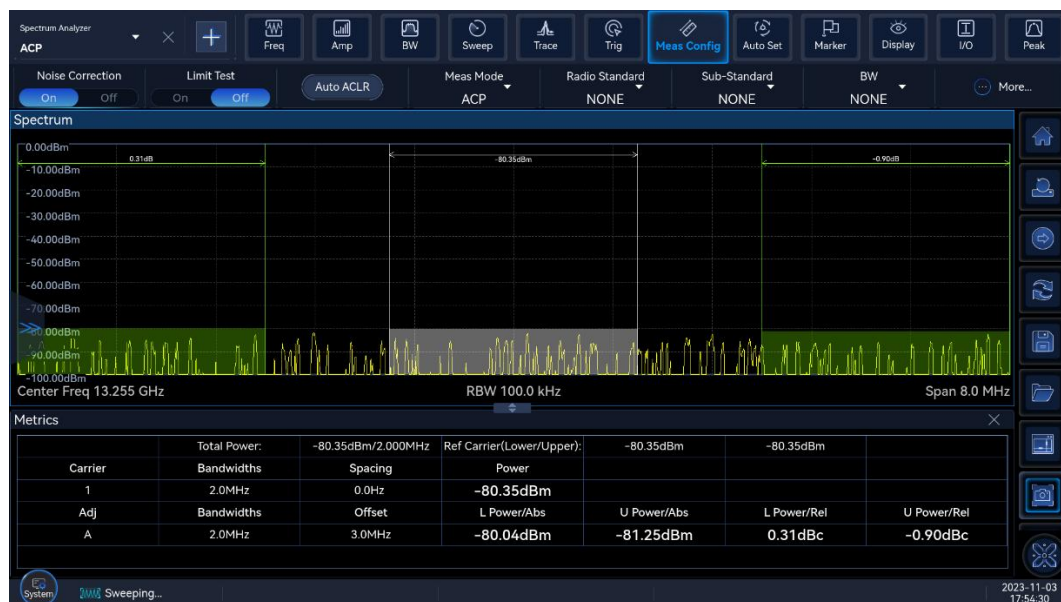 Spectrum Analyzer
ACP
Freq
Amp
BW
Sweep
Trace
Trig
Meas Config
Auto Set
Marker
Display
I/O
Peak
Noise Correction
On Off
Limit Test
On Off
Auto ACLR
Meas Mode
ACP
Radio Standard
NONE
Sub-Standard
NONE
BW
NONE
More...
Spectrum
0.00dBm
0.31dB
-80.35dBm
-0.90dB
-10.00dBm
-20.00dBm
-30.00dBm
-40.00dBm
-50.00dBm
-60.00dBm
-70.00dBm
-90.00dBm
-100.00dBm
Center Freq 13.255 GHz RBW 100.0 kHz Span 8.0 MHz
Metrics
Total Power: -80.35dBm/2.000MHz Ref Carrier(Lower/Upper): -80.35dBm -80.35dBm
Carrier Bandwidths Spacing Power
1 2.0MHz 0.0Hz -80.35dBm
Adj Bandwidths Offset L Power/Abs U Power/Abs L Power/Rel U Power/Rel
A 2.0MHz 3.0MHz -80.04dBm -81.25dBm 0.31dBc -0.90dBc
System Sweeping...
2023-11-03
17:54:30